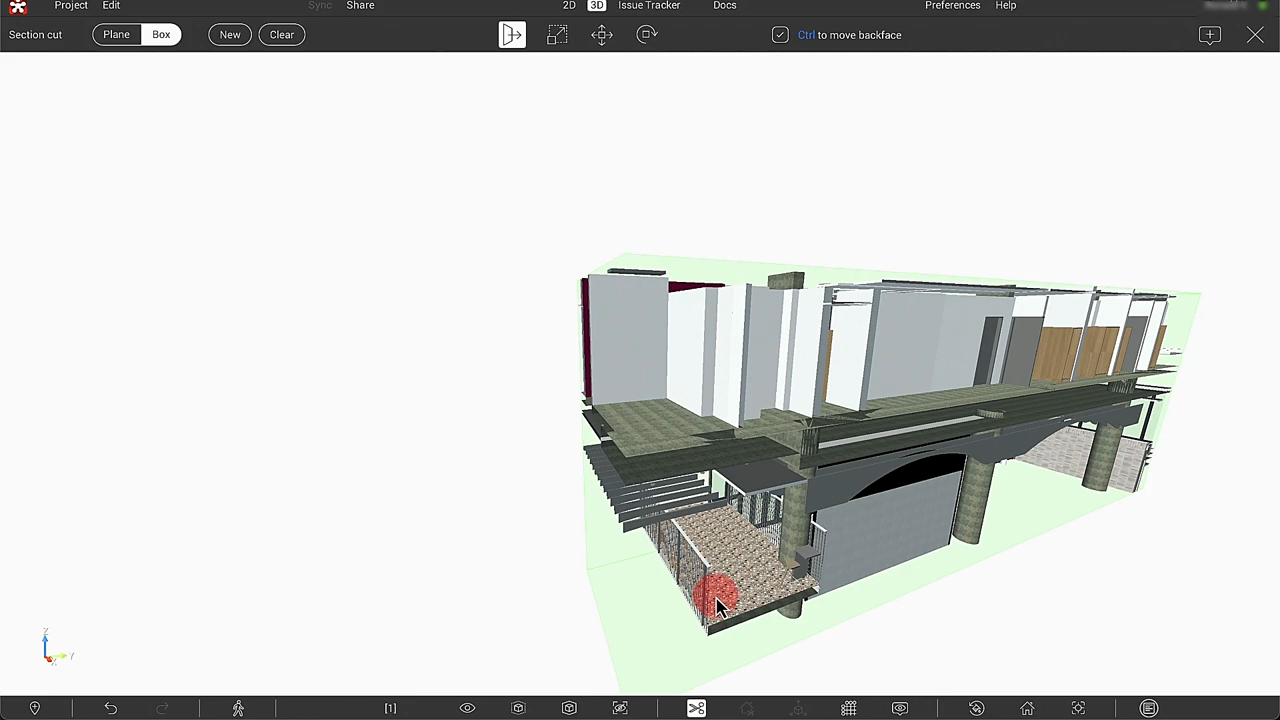 Project Edit Sync Share 2D 3D Issue Tracker Docs Preferences Help
Section cut Plane Box New Clear Ctrl to move backface
Z
Y
X
[1]